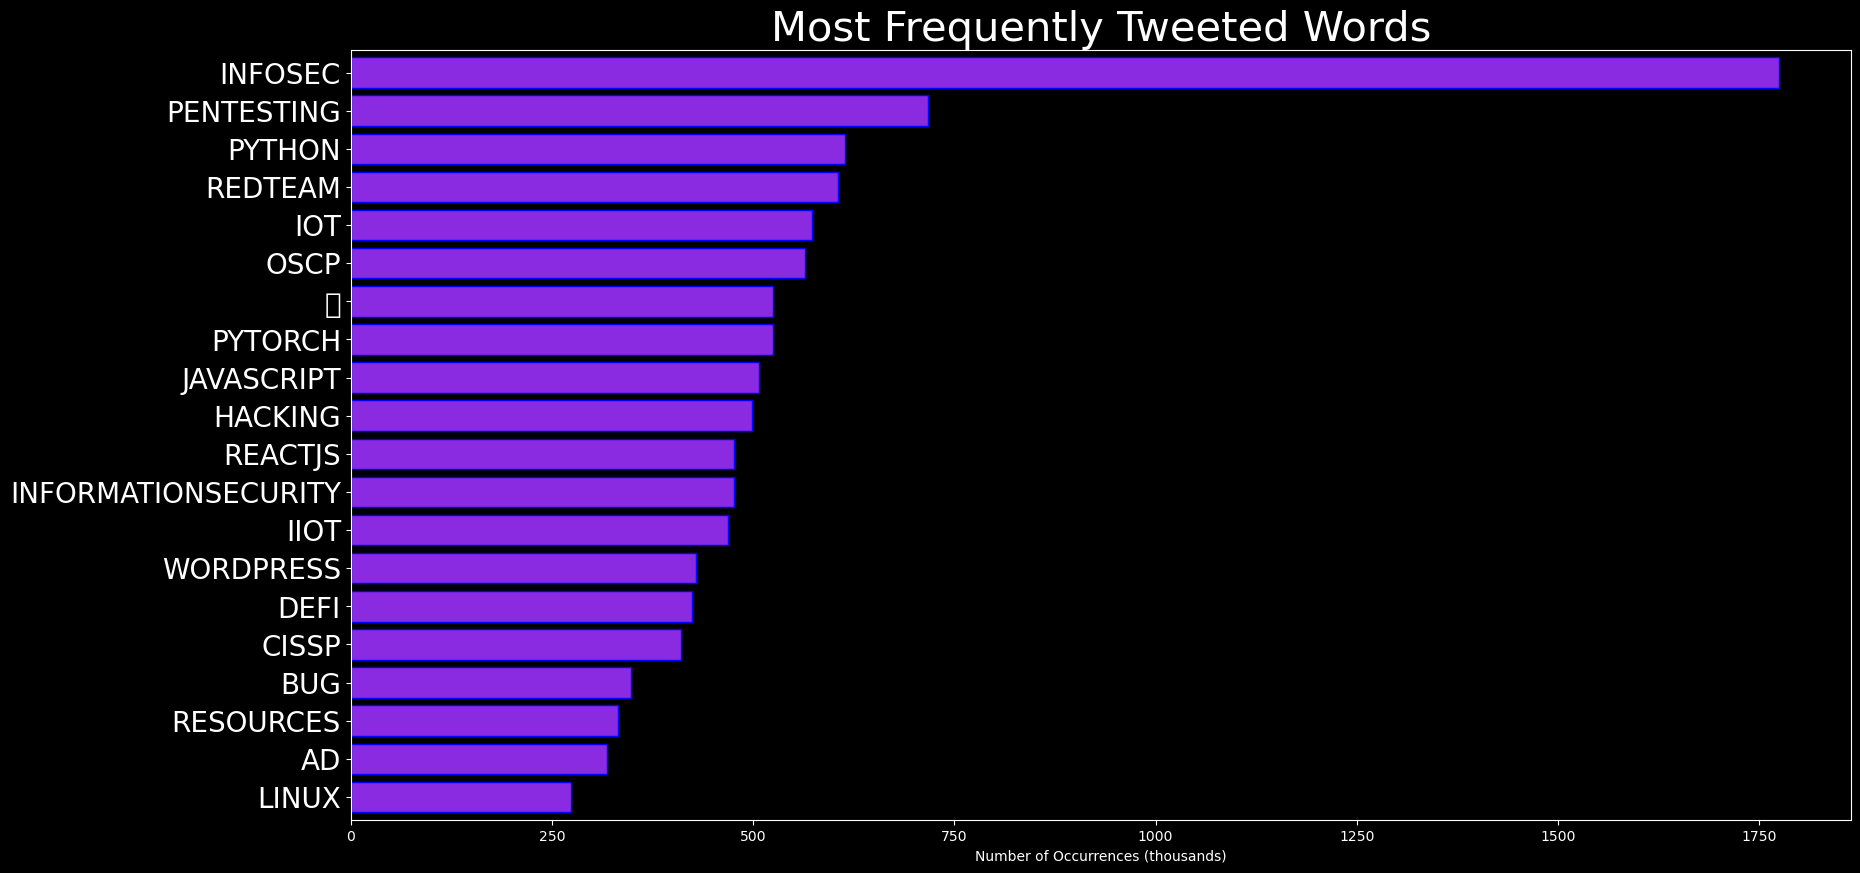 Most Frequently Tweeted Words
INFOSEC
PENTESTING
PYTHON
REDTEAM
IOT
OSCP
PYTORCH
JAVASCRIPT
HACKING
REACTJS
INFORMATIONSECURITY
IIOT
WORDPRESS
DEFI
CISSP
BUG
RESOURCES
AD
LINUX
0 250 500 750 1000 1250 1500 1750
Number of Occurrences (thousands)